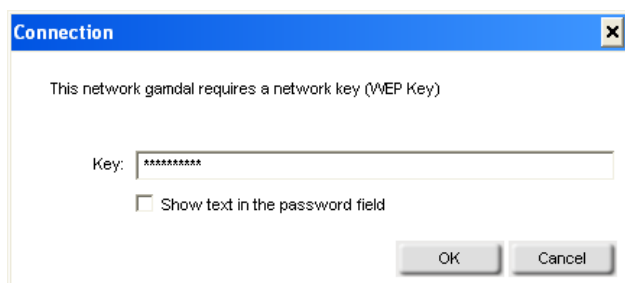 Connection
This network gamdal requires a network key (WEP Key)
Key: **********
Show text in the password field
OK Cancel